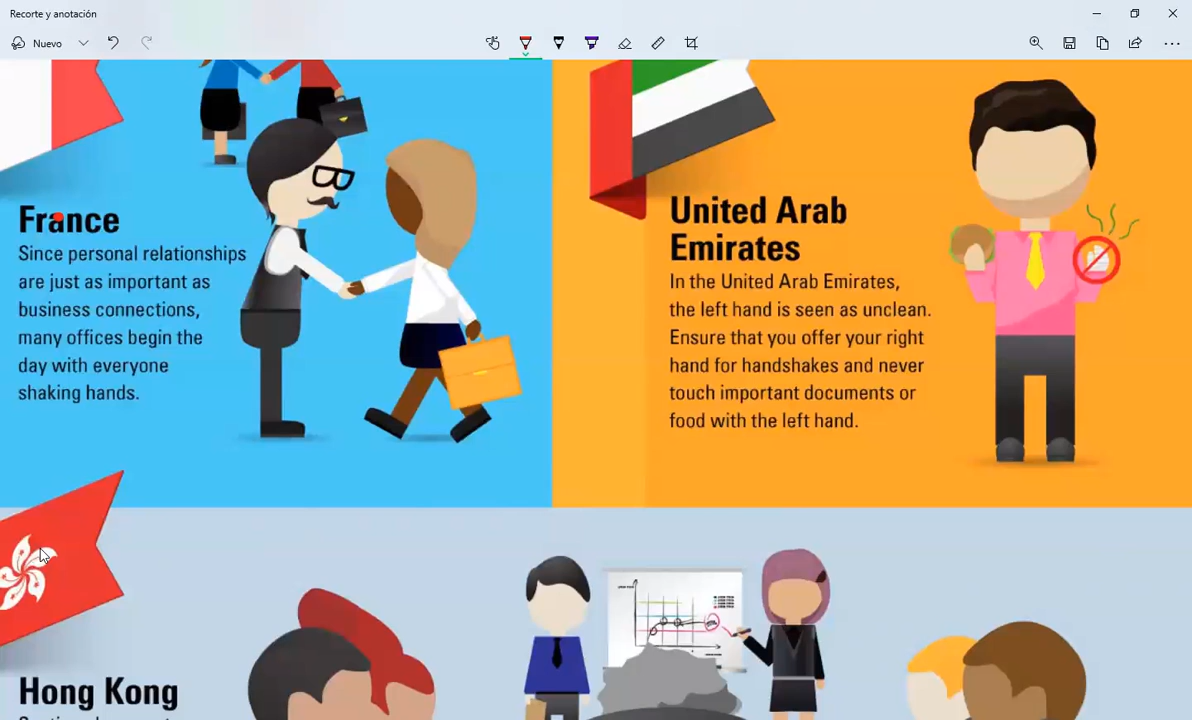 Recorte y anotación
Nuevo
France
Since personal relationships
are just as important as
business connections,
many offices begin the
day with everyone
shaking hands.
United Arab
Emirates
In the United Arab Emirates,
the left hand is seen as unclean.
Ensure that you offer your right
hand for handshakes and never
touch important documents or
food with the left hand.
Hong Kong